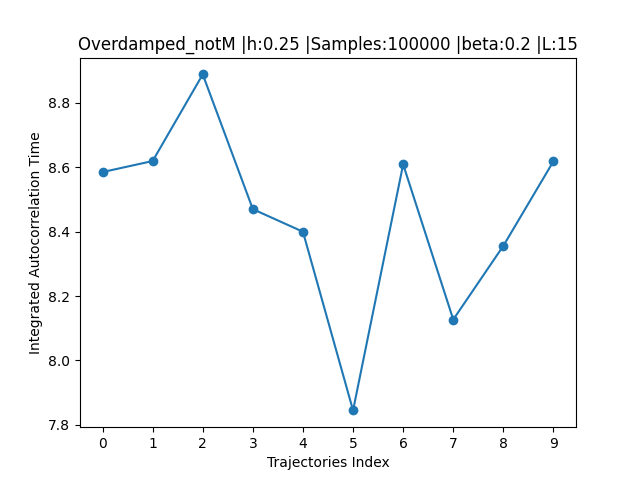 Overdamped_notM |h:0.25 |Samples:100000 |beta:0.2 |L:15
Integrated Autocorrelation Time
8.8
8.6
8.4
8.2
8.0
7.8
0 1 2 3 4 5 6 7 8 9
Trajectories Index